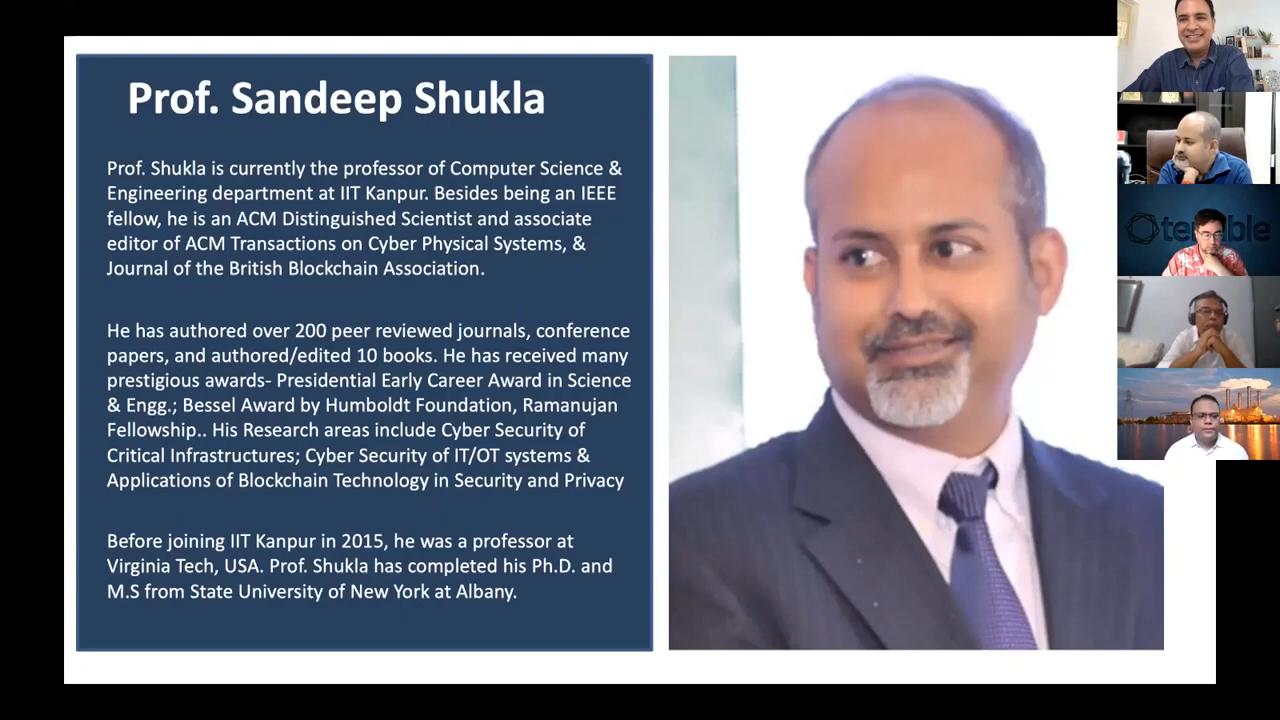 Prof. Sandeep Shukla
Prof. Shukla is currently the professor of Computer Science &
Engineering department at IIT Kanpur. Besides being an IEEE
fellow, he is an ACM Distinguished Scientist and associate
editor of ACM Transactions on Cyber Physical Systems, &
Journal of the British Blockchain Association.
He has authored over 200 peer reviewed journals, conference
papers, and authored/edited 10 books. He has received many
prestigious awards- Presidential Early Career Award in Science
& Engg.; Bessel Award by Humboldt Foundation, Ramanujan
Fellowship.. His Research areas include Cyber Security of
Critical Infrastructures; Cyber Security of IT/OT systems &
Applications of Blockchain Technology in Security and Privacy
Before joining IIT Kanpur in 2015, he was a professor at
Virginia Tech, USA. Prof. Shukla has completed his Ph.D. and
M.S from State University of New York at Albany.